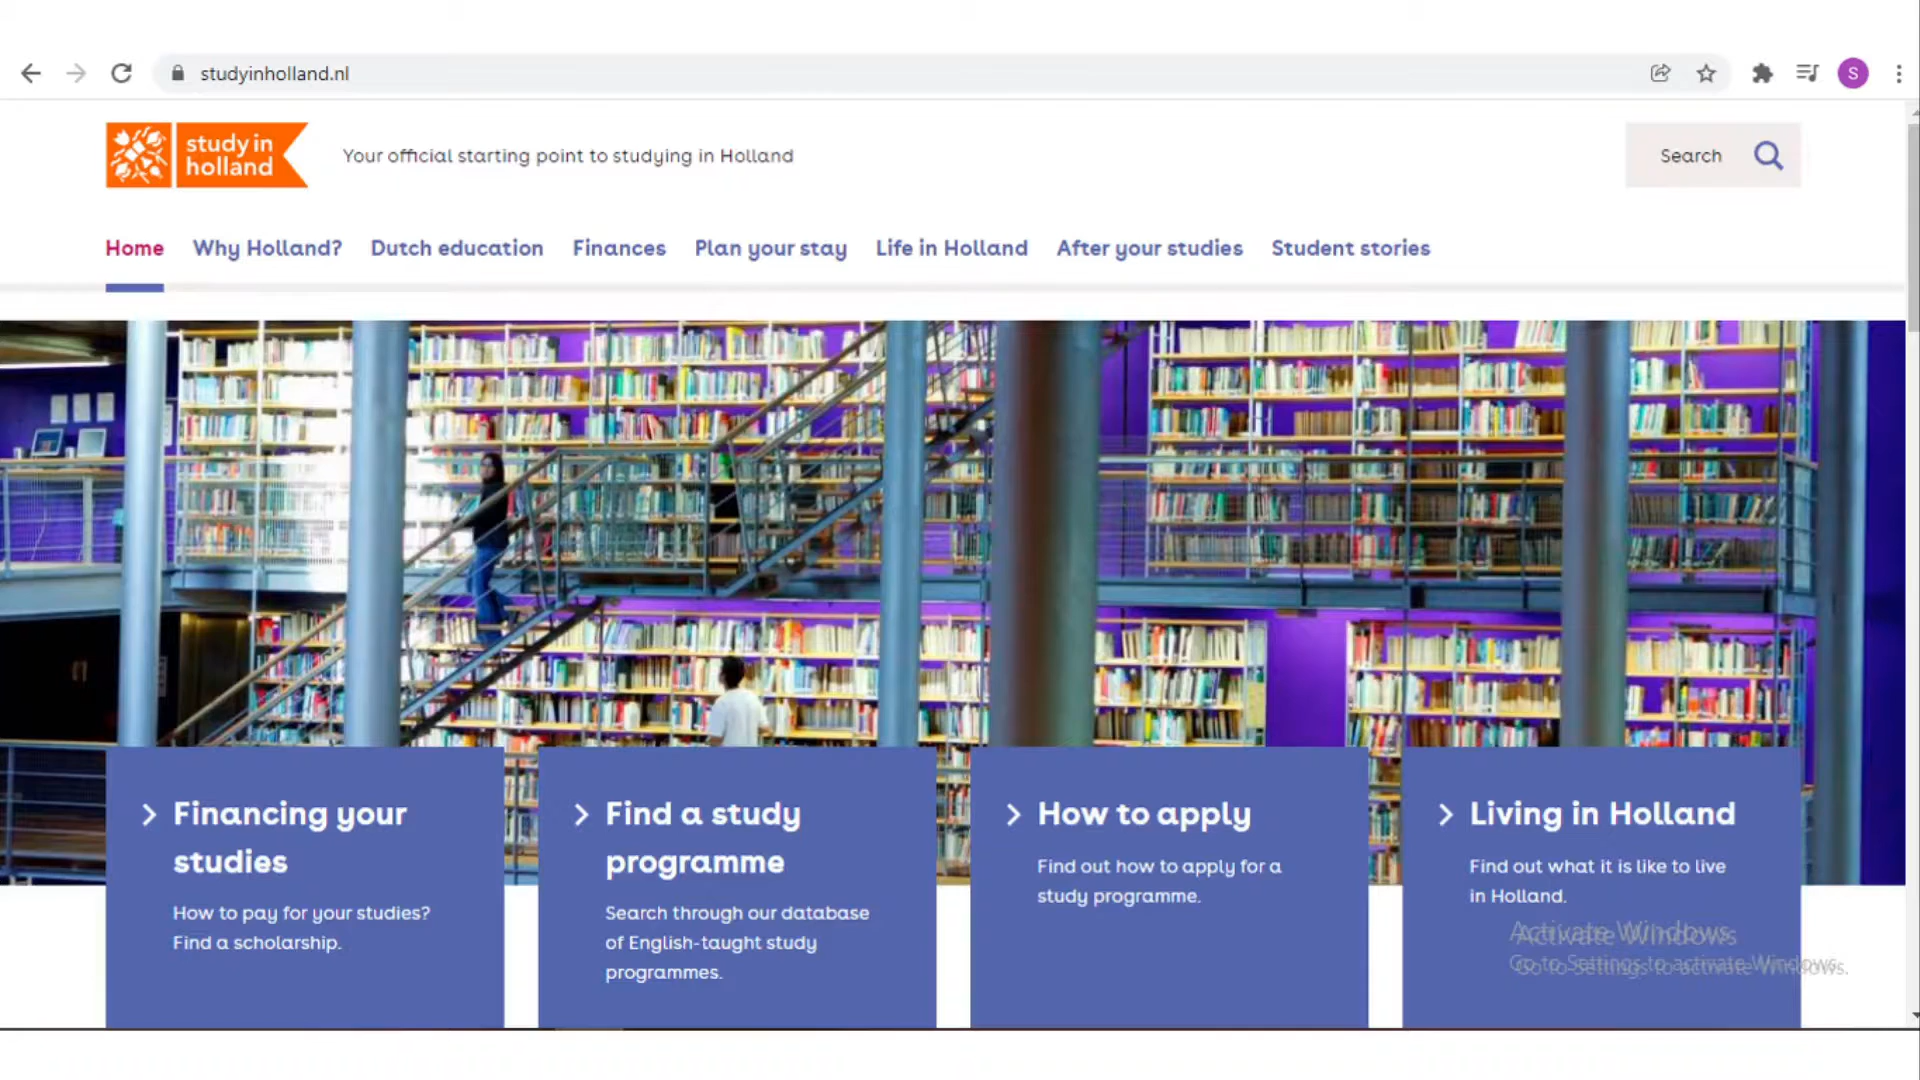 studyinholland.nl
S
study in
holland
Your official starting point to studying in Holland
Search
Home Why Holland? Dutch education Finances Plan your stay Life in Holland After your studies Student stories
Financing your
studies
How to pay for your studies?
Find a scholarship.
Find a study
programme
Search through our database
of English-taught study
programmes.
How to apply
Find out how to apply for a
study programme.
Living in Holland
Find out what it is like to live
in Holland.
Activate Windows
Go to Settings to activate Windows.